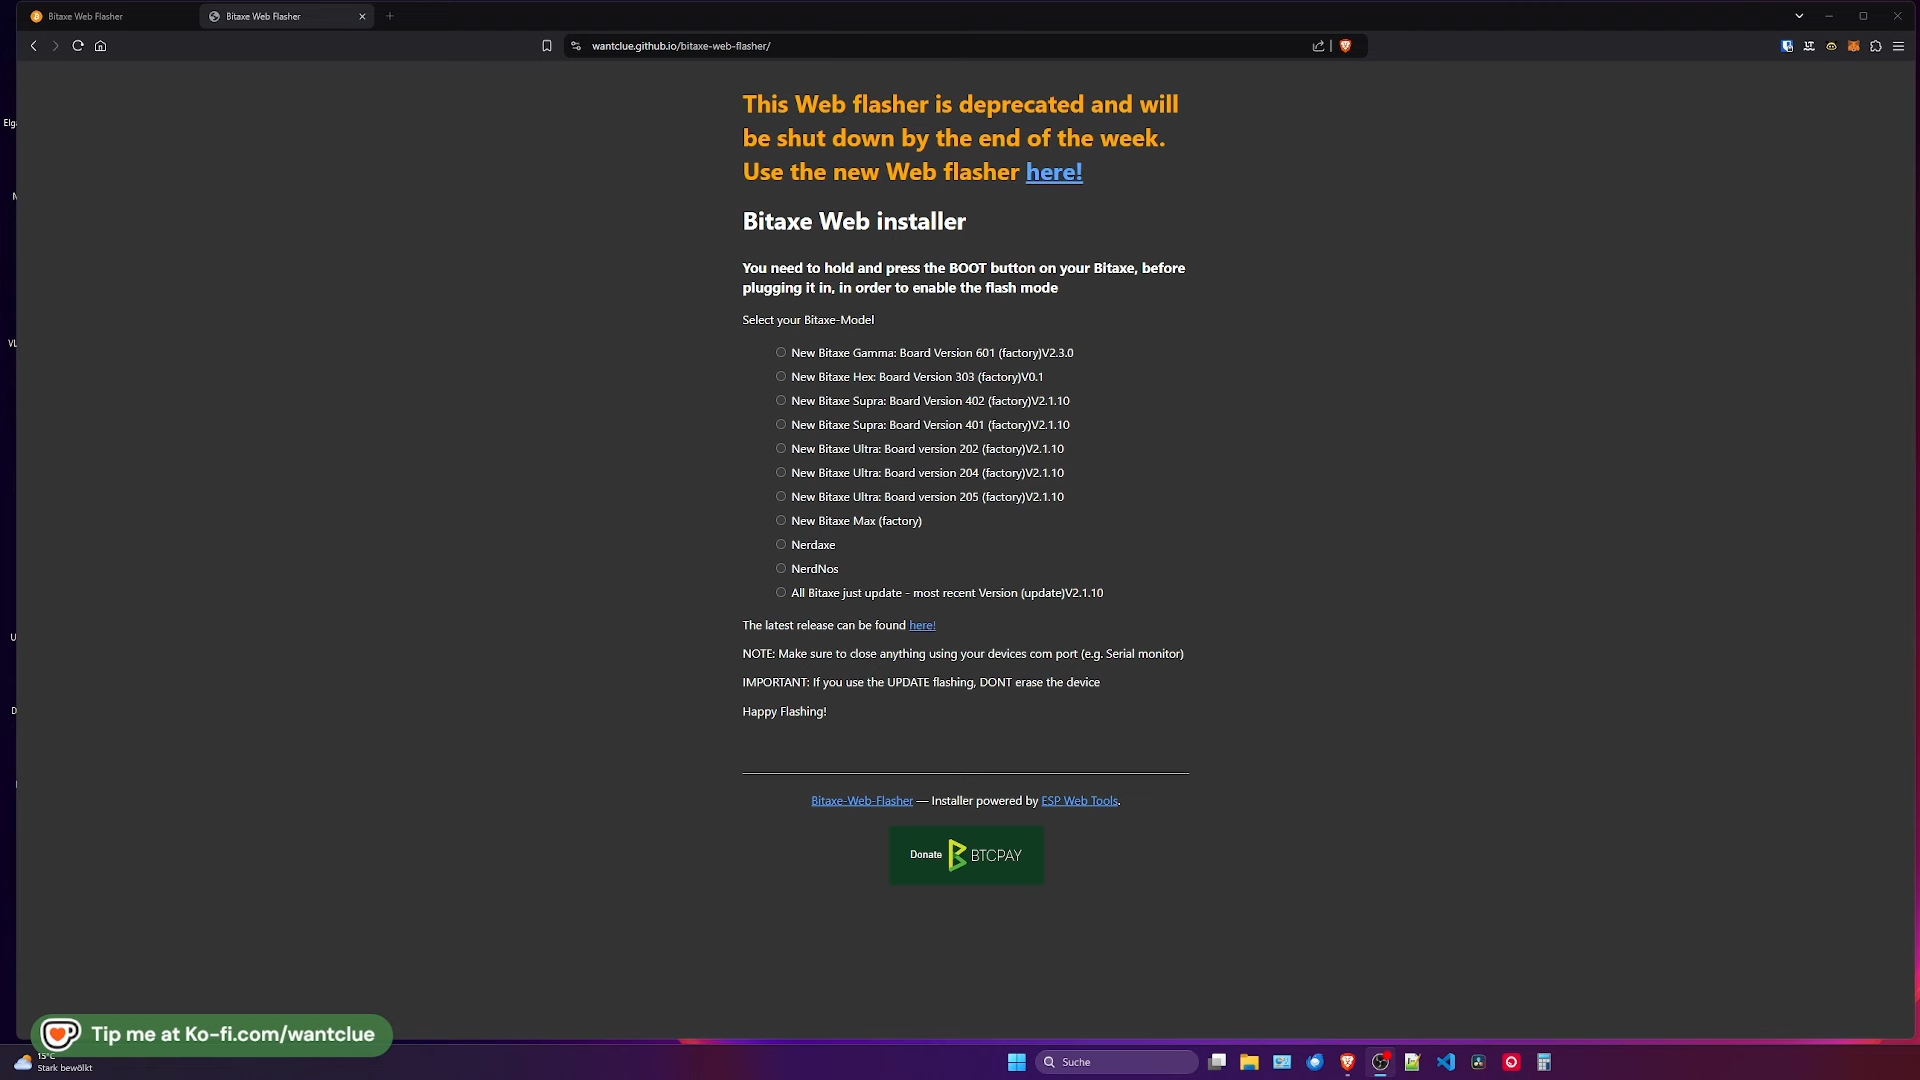 Bitaxe Web Flasher
Bitaxe Web Flasher
wantclue.github.io/bitaxe-web-flasher/
This Web flasher is deprecated and will
be shut down by the end of the week.
Use the new Web flasher here!
Bitaxe Web installer
You need to hold and press the BOOT button on your Bitaxe, before
plugging it in, in order to enable the flash mode
Select your Bitaxe-Model
New Bitaxe Gamma: Board Version 601 (factory)V2.3.0
New Bitaxe Hex: Board Version 303 (factory)V0.1
New Bitaxe Supra: Board Version 402 (factory)V2.1.10
New Bitaxe Supra: Board Version 401 (factory)V2.1.10
New Bitaxe Ultra: Board version 202 (factory)V2.1.10
New Bitaxe Ultra: Board version 204 (factory)V2.1.10
New Bitaxe Ultra: Board version 205 (factory)V2.1.10
New Bitaxe Max (factory)
Nerdaxe
NerdNos
All Bitaxe just update - most recent Version (update)V2.1.10
The latest release can be found here!
NOTE: Make sure to close anything using your devices com port (e.g. Serial monitor)
IMPORTANT: If you use the UPDATE flashing, DONT erase the device
Happy Flashing!
Bitaxe-Web-Flasher — Installer powered by ESP Web Tools.
Donate BTCPAY
Tip me at Ko-fi.com/wantclue
15°C
Stark bewölkt
Suche